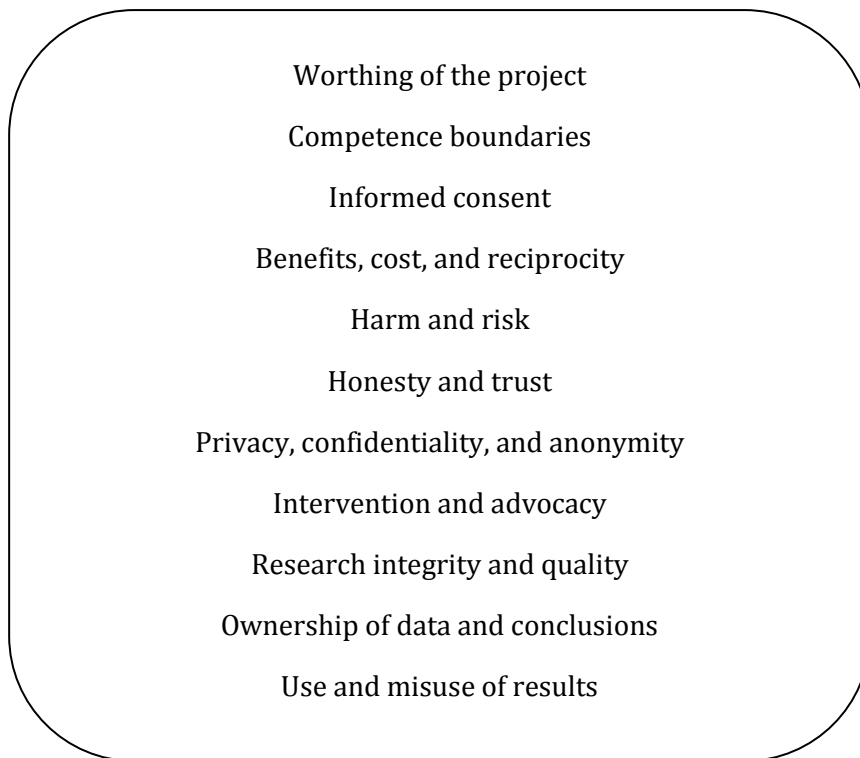 Worthing of the project
Competence boundaries
Informed consent
Benefits, cost, and reciprocity
Harm and risk
Honesty and trust
Privacy, confidentiality, and anonymity
Intervention and advocacy
Research integrity and quality
Ownership of data and conclusions
Use and misuse of results